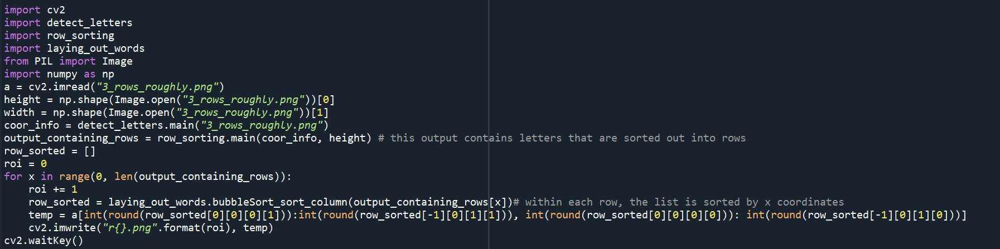 import cv2
import detect_letters
import row_sorting
import laying_out_words
from PIL import Image
import numpy as np
a = cv2.imread("3_rows_roughly.png")
height = np.shape(Image.open("3_rows_roughly.png"))[0]
width = np.shape(Image.open("3_rows_roughly.png"))[1]
coor_info = detect_letters.main("3_rows_roughly.png")
output_containing_rows = row_sorting.main(coor_info, height) # this output contains letters that are sorted out into rows
row_sorted = []
roi = 0
for x in range(0, len(output_containing_rows)):
    roi += 1
    row_sorted = laying_out_words.bubbleSort_sort_column(output_containing_rows[x])# within each row, the list is sorted by x coordinates
    temp = a[int(round(row_sorted[0][0][0][1])):int(round(row_sorted[-1][0][1][1])), int(round(row_sorted[0][0][0][0])): int(round(row_sorted[-1][0][1][0]))]
    cv2.imwrite("r{}.png".format(roi), temp)
cv2.waitKey()